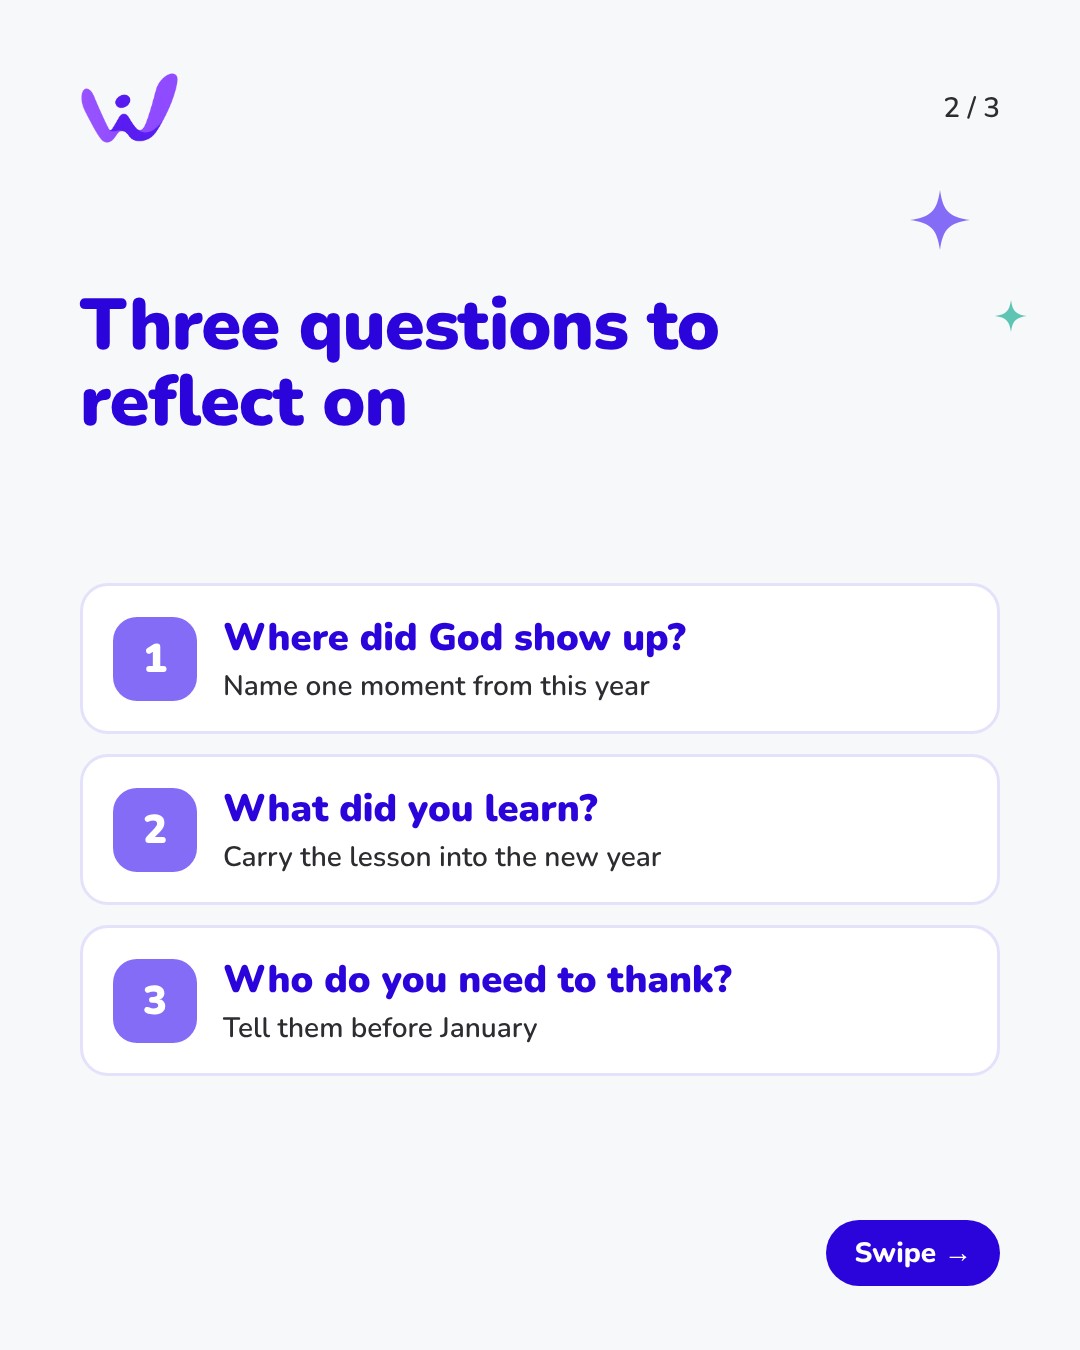 2 / 3
Three questions to
reflect on
1
Where did God show up?
Name one moment from this year
2
What did you learn?
Carry the lesson into the new year
3
Who do you need to thank?
Tell them before January
Swipe →